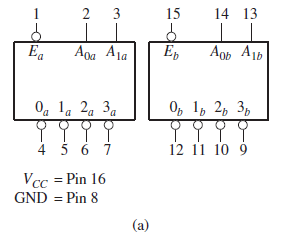 1 2 3 15 14 13
Ea A0a A1a Eb A0b A1b
0a 1a 2a 3a 0b 1b 2b 3b
4 5 6 7 12 11 10 9
VCC = Pin 16
GND = Pin 8
(a)